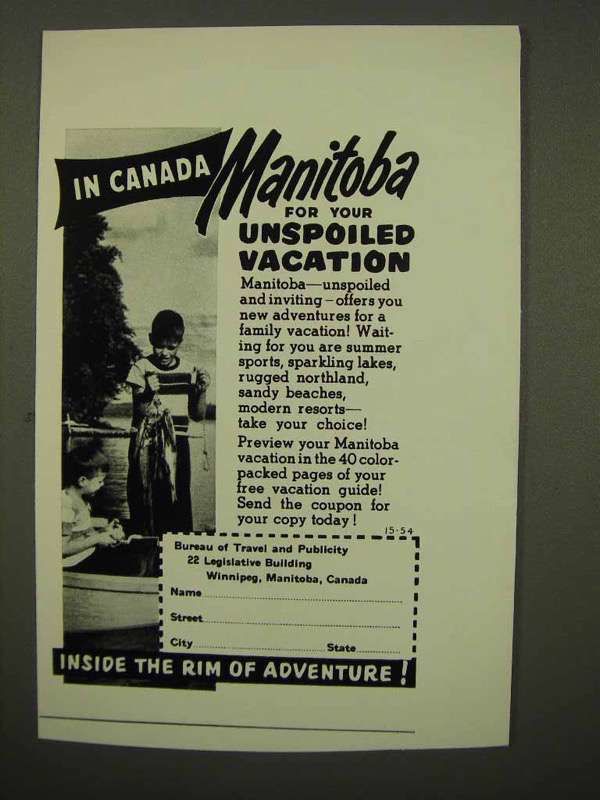 IN CANADA
Manitoba
FOR YOUR
UNSPOILED
VACATION
Manitoba—unspoiled
and inviting—offers you
new adventures for a
family vacation! Wait-
ing for you are summer
sports, sparkling lakes,
rugged northland,
sandy beaches,
modern resorts—
take your choice!
Preview your Manitoba
vacation in the 40 color-
packed pages of your
free vacation guide!
Send the coupon for
your copy today!
15-54
Bureau of Travel and Publicity
22 Legislative Building
Winnipeg, Manitoba, Canada
Name
Street
City State
INSIDE THE RIM OF ADVENTURE!